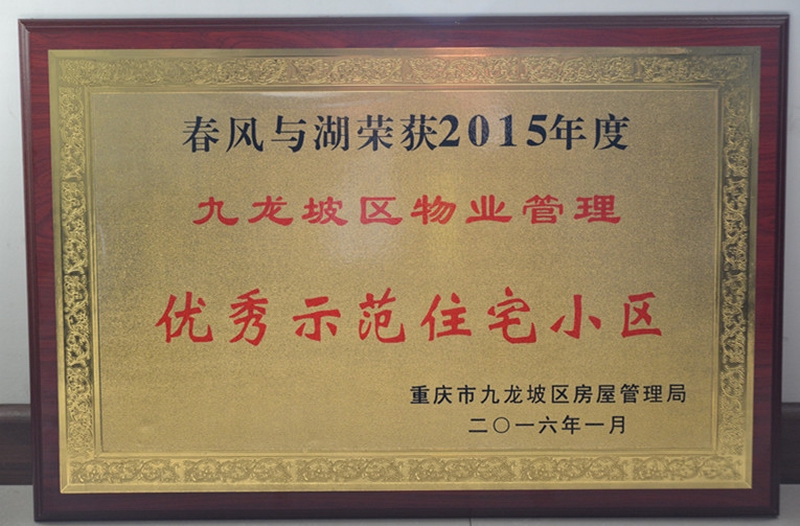 春风与湖荣获2015年度
九龙坡区物业管理
优秀示范住宅小区
重庆市九龙坡区房屋管理局
二〇一六年一月